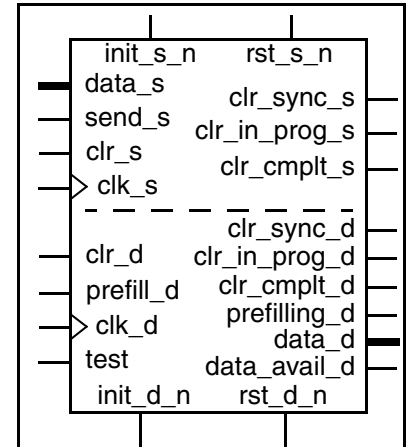 init_s_n rst_s_n
data_s
clr_sync_s
send_s
clr_in_prog_s
clr_s
clr_cmplt_s
clk_s
clr_sync_d
clr_d
clr_in_prog_d
prefill_d
clr_cmplt_d
prefilling_d
clk_d
data_d
test
data_avail_d
init_d_n rst_d_n